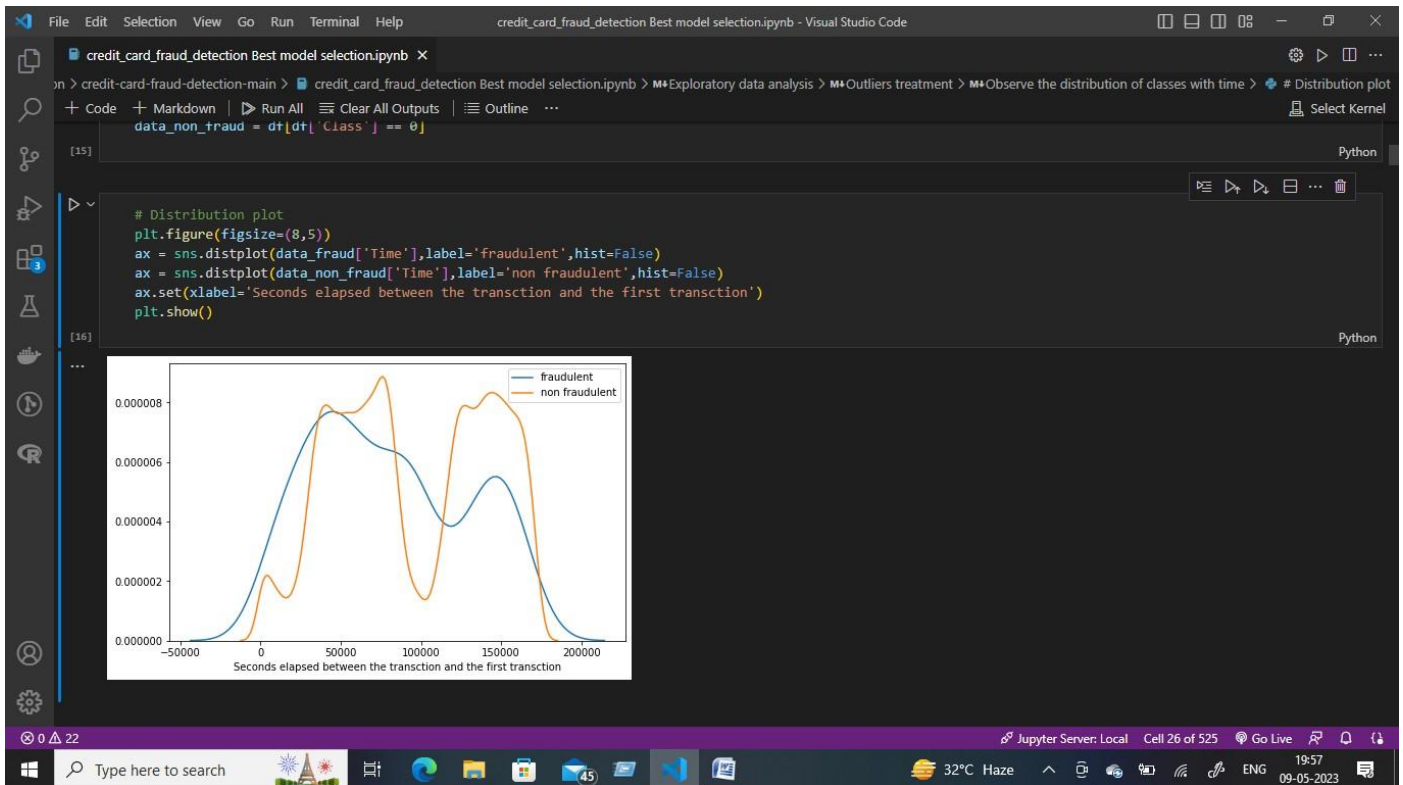 File Edit Selection View Go Run Terminal Help credit_card_fraud_detection Best model selection.ipynb - Visual Studio Code
credit_card_fraud_detection Best model selection.ipynb
on > credit-card-fraud-detection-main > credit_card_fraud_detection Best model selection.ipynb > M↓Exploratory data analysis > M↓Outliers treatment > M↓Observe the distribution of classes with time > # Distribution plot
+ Code + Markdown Run All Clear All Outputs Outline ... Select Kernel
data_non_fraud = df[df['Class'] == 0]
[15] Python
# Distribution plot
plt.figure(figsize=(8,5))
ax = sns.distplot(data_fraud['Time'],label='fraudulent',hist=False)
ax = sns.distplot(data_non_fraud['Time'],label='non fraudulent',hist=False)
ax.set(xlabel='Seconds elapsed between the transction and the first transction')
plt.show()
[16] Python
...
fraudulent
non fraudulent
0.000008
0.000006
0.000004
0.000002
0.000000
−50000 0 50000 100000 150000 200000
Seconds elapsed between the transction and the first transction
3
0 22 Jupyter Server: Local Cell 26 of 525 Go Live
Type here to search 45 32°C Haze ENG 19:57
09-05-2023